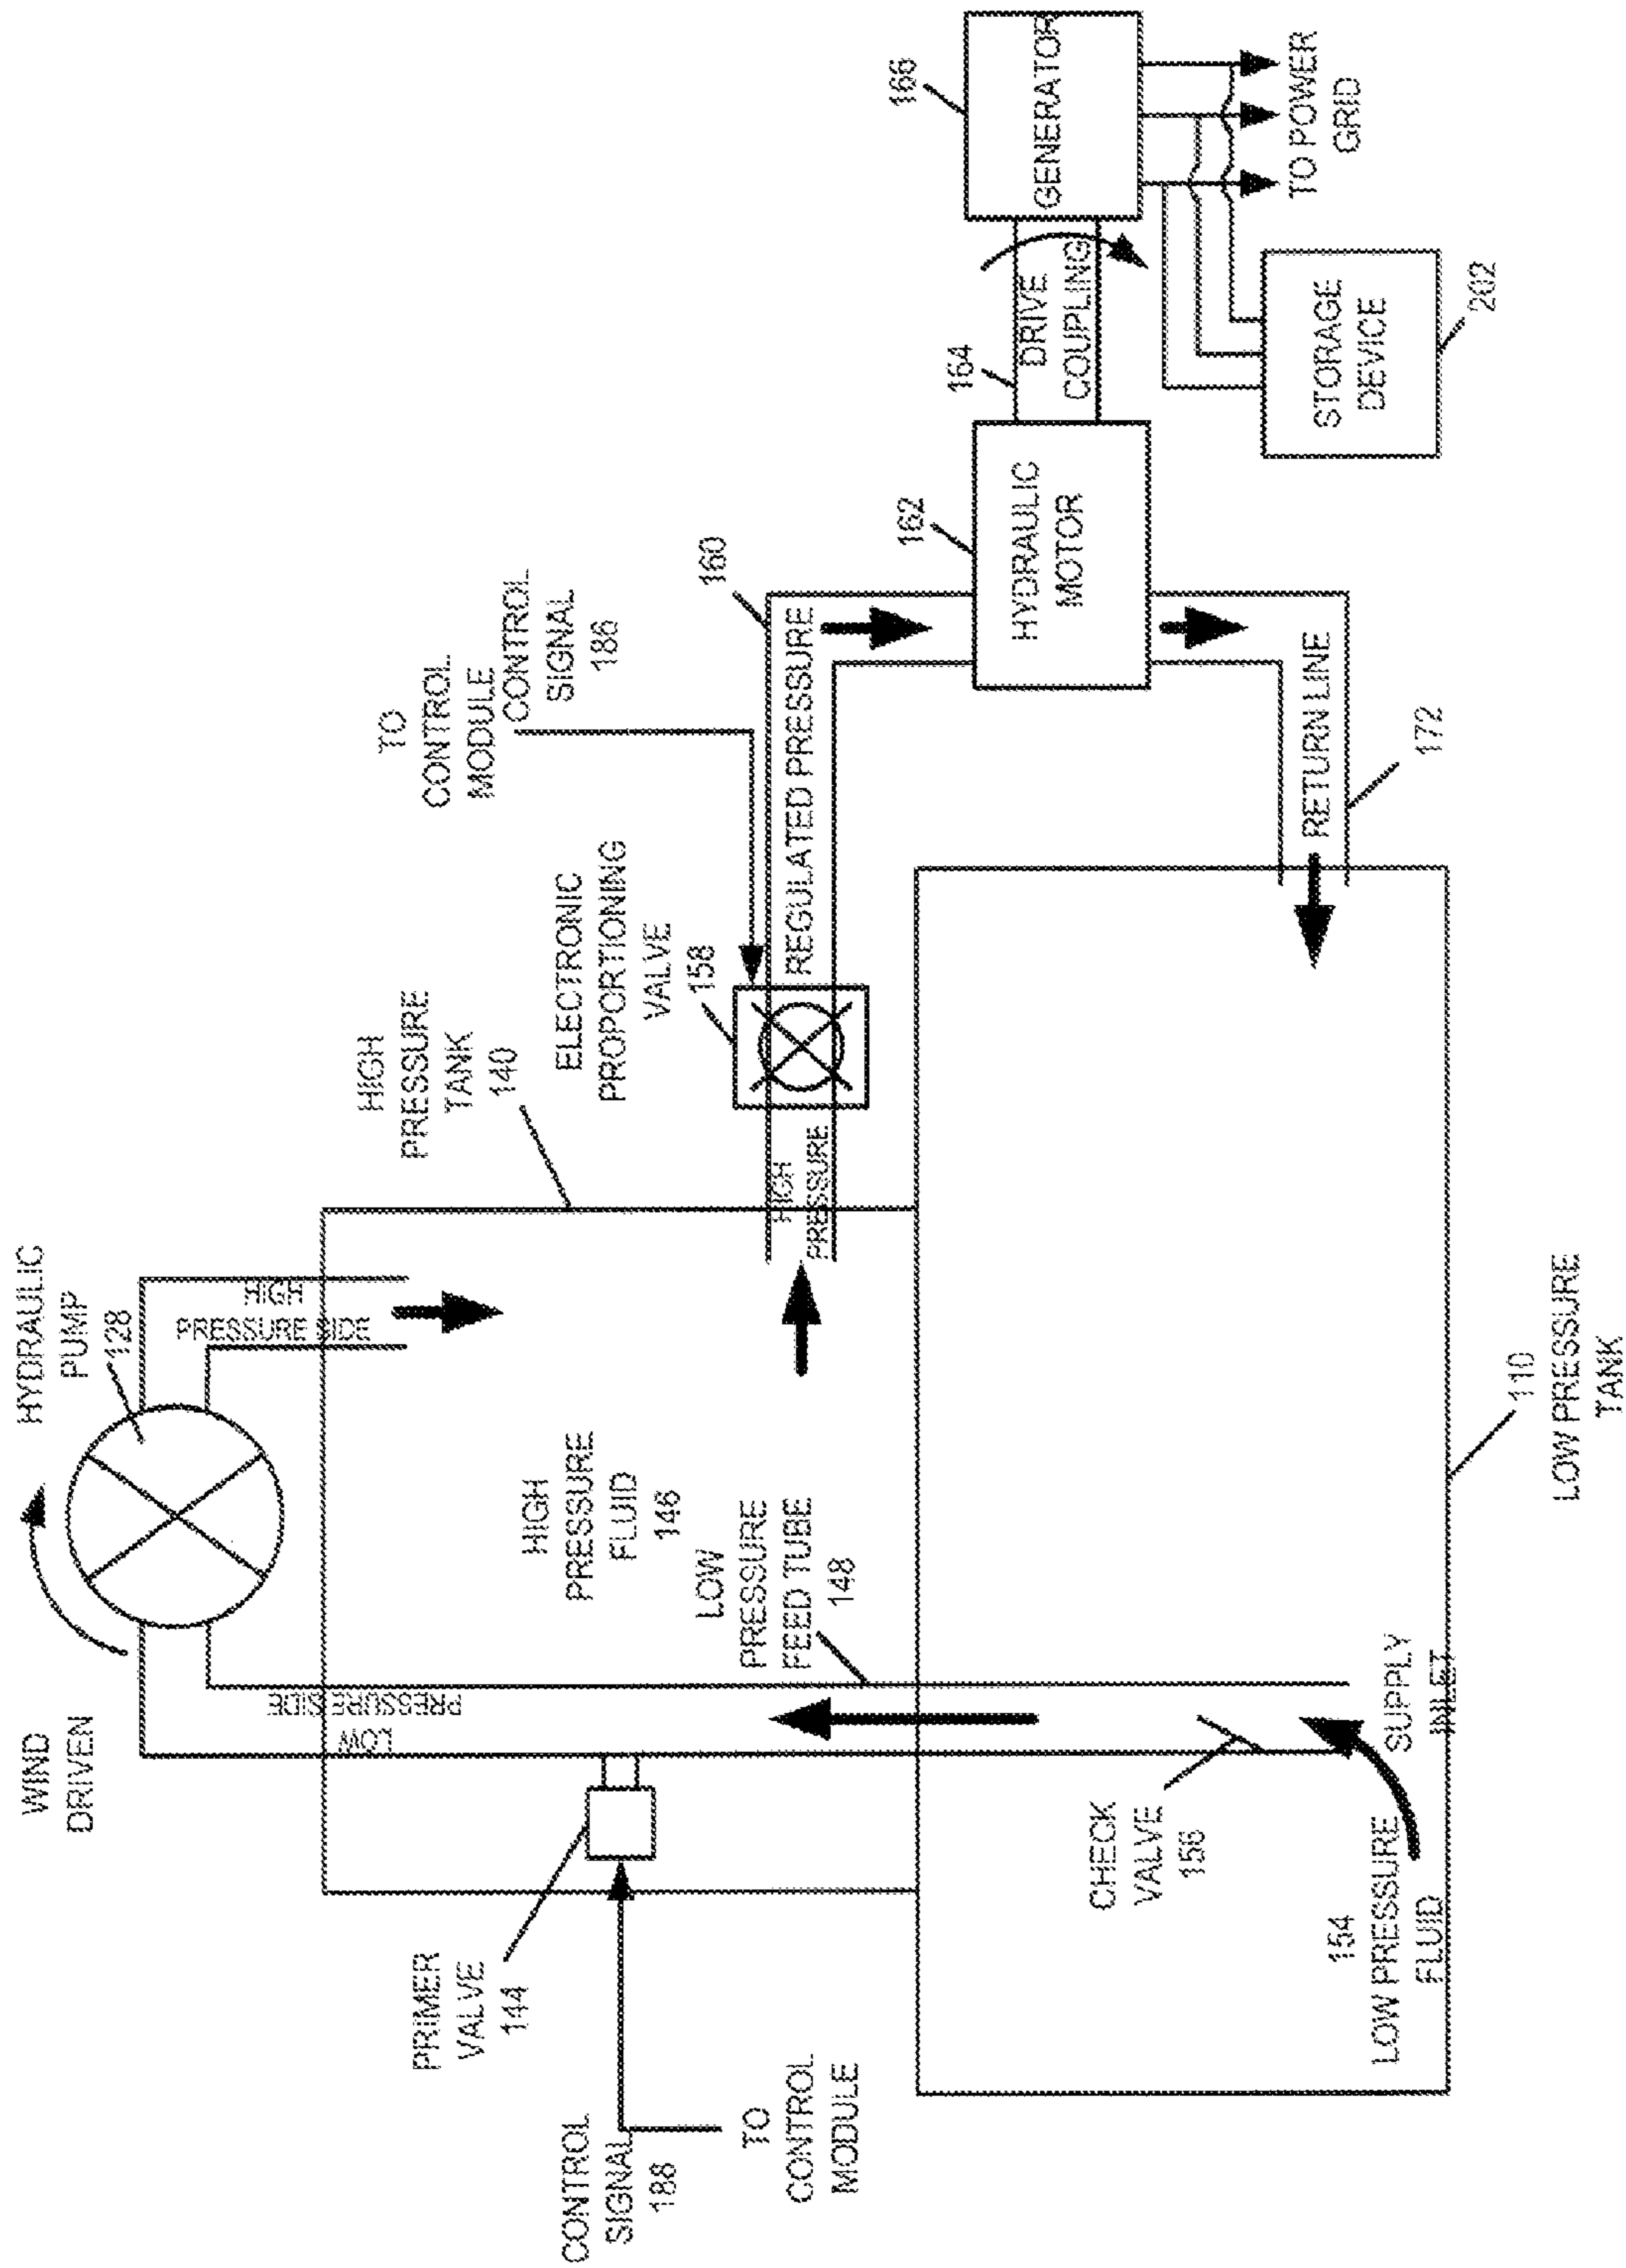 WIND
DRIVEN
HYDRAULIC
PUMP
128
HIGH
PRESSURE SIDE
LOW
PRESSURE SIDE
PRIMER
VALVE
144
CONTROL
SIGNAL
188
TO
CONTROL
MODULE
HIGH
PRESSURE
FLUID
146
LOW
PRESSURE
FEED TUBE
148
HIGH
PRESSURE
TANK
140
ELECTRONIC
PROPORTIONING
VALVE
158
TO
CONTROL
MODULE
CONTROL
SIGNAL
186
HIGH
PRESSURE
REGULATED PRESSURE
160
162
HYDRAULIC
MOTOR
164
DRIVE
COUPLING
166
GENERATOR
TO POWER
GRID
STORAGE
DEVICE
202
RETURN LINE
172
CHECK
VALVE
156
SUPPLY
INLET
154
LOW PRESSURE
FLUID
110
LOW PRESSURE
TANK